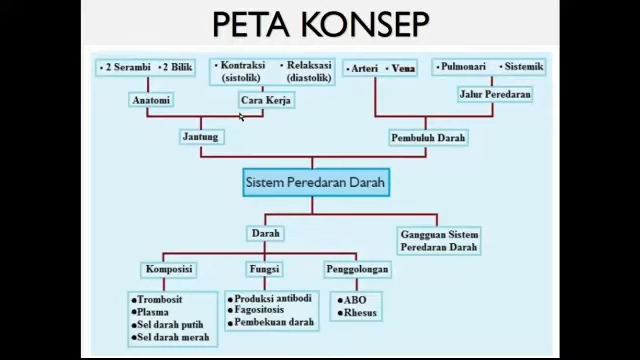 PETA KONSEP
• 2 Serambi • 2 Bilik
• Kontraksi • Relaksasi
(sistolik) (diastolik)
• Arteri • Vena
• Pulmonari • Sistemik
Anatomi
Cara Kerja
Jalur Peredaran
Jantung
Pembuluh Darah
Sistem Peredaran Darah
Darah
Gangguan Sistem
Peredaran Darah
Komposisi
Fungsi
Penggolongan
● Trombosit
● Plasma
● Sel darah putih
● Sel darah merah
● Produksi antibodi
● Fagositosis
● Pembekuan darah
● ABO
● Rhesus